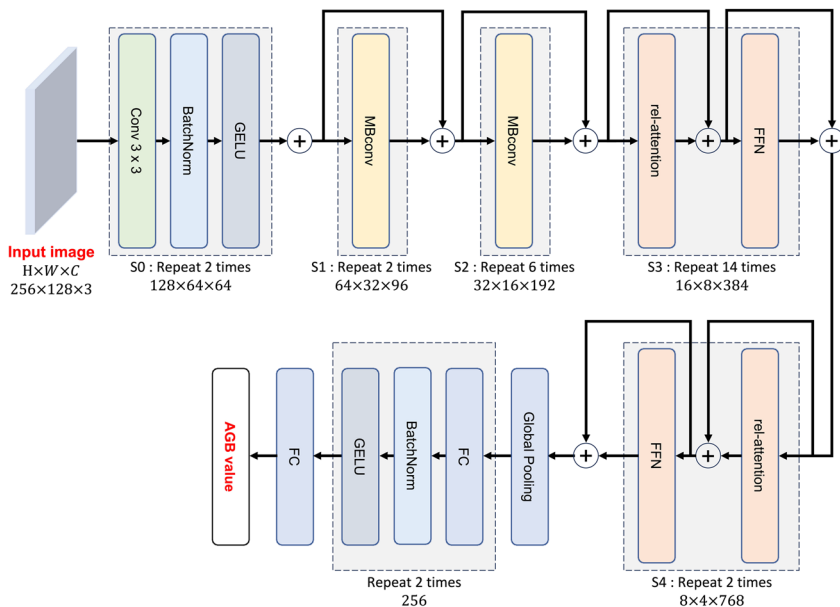 Conv 3 x 3
BatchNorm
GELU
+
MBconv
+
MBconv
+
rel-attention
+
FFN
+
Input image
H×W×C
256×128×3
S0 : Repeat 2 times
128×64×64
S1 : Repeat 2 times
64×32×96
S2 : Repeat 6 times
32×16×192
S3 : Repeat 14 times
16×8×384
AGB value
FC
GELU
BatchNorm
FC
Global Pooling
+
FFN
+
rel-attention
Repeat 2 times
256
S4 : Repeat 2 times
8×4×768